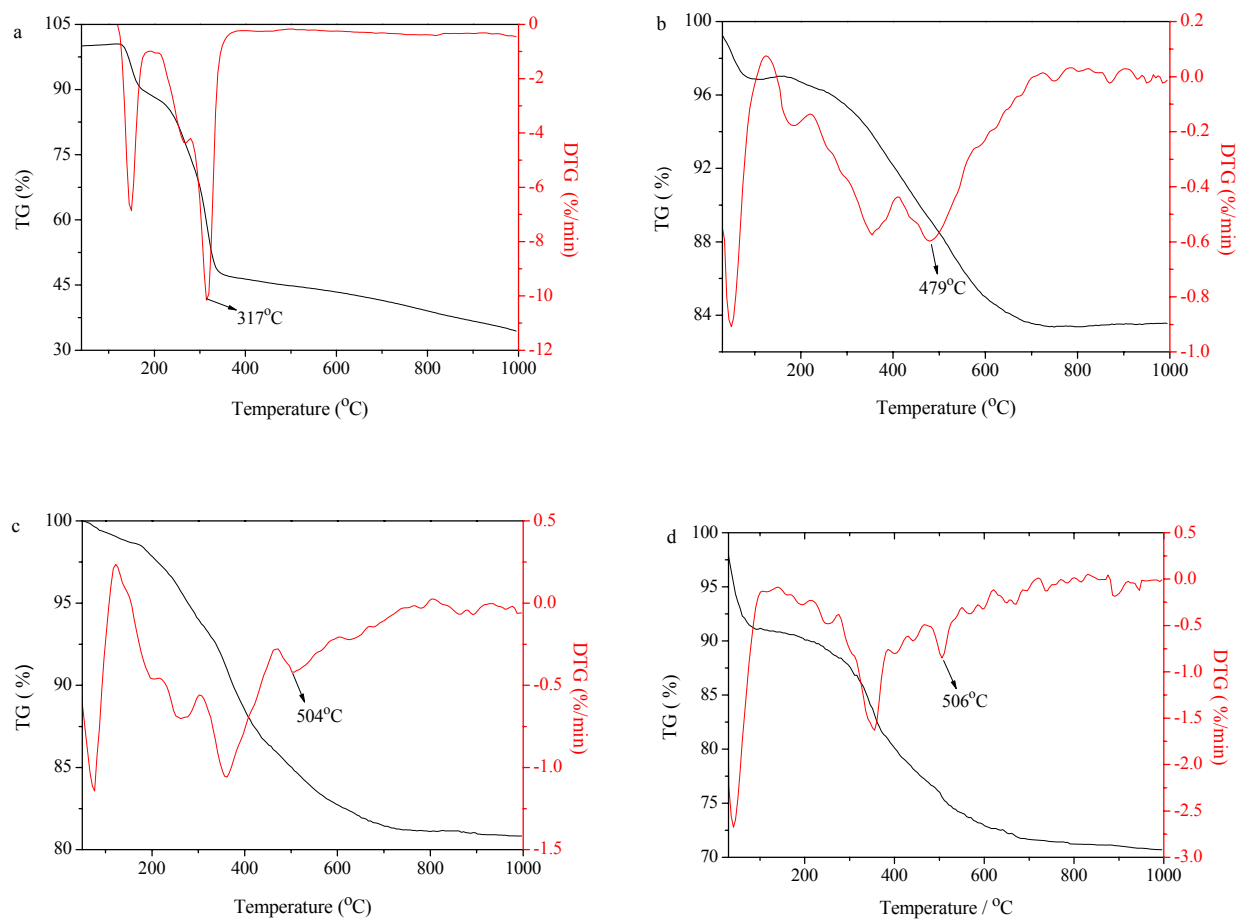 a
105
90
75
60
45
30
TG (%)
0
-2
-4
-6
-8
-10
-12
DTG (%/min)
317°C
200 400 600 800 1000
Temperature (°C)
b
100
96
92
88
84
TG ( %)
0.2
0.0
-0.2
-0.4
-0.6
-0.8
-1.0
DTG (%/min)
479°C
200 400 600 800 1000
Temperature (°C)
c
100
95
90
85
80
TG ( %)
0.5
0.0
-0.5
-1.0
-1.5
DTG (%/min)
504°C
200 400 600 800 1000
Temperature (°C)
d
100
95
90
85
80
75
70
TG ( %)
0.5
0.0
-0.5
-1.0
-1.5
-2.0
-2.5
-3.0
DTG ( %/min)
506°C
200 400 600 800 1000
Temperature / °C